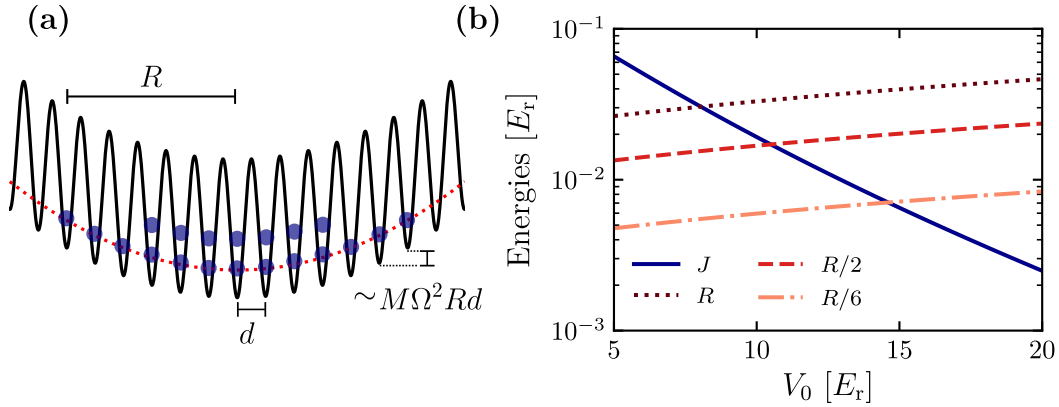 (a)
R
d
~MΩ²Rd
(b)
Energies [E_r]
10⁻¹
10⁻²
10⁻³
J
R
R/2
R/6
5
10
15
20
V₀ [E_r]